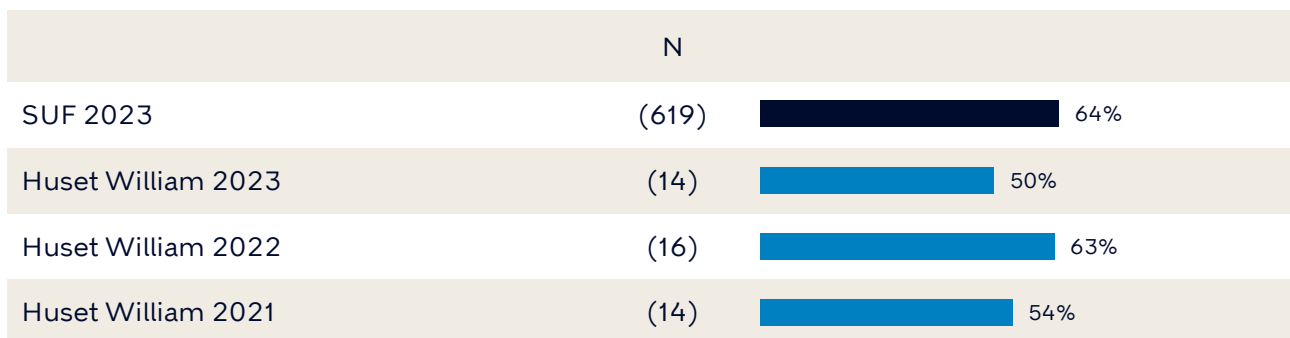 N
SUF 2023 (619) 64%
Huset William 2023 (14) 50%
Huset William 2022 (16) 63%
Huset William 2021 (14) 54%